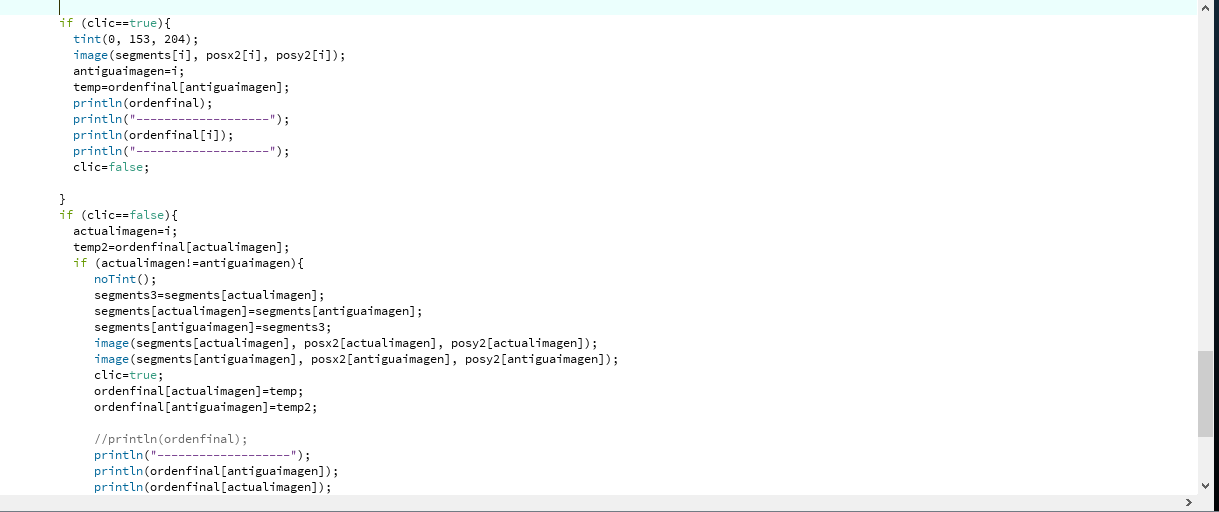 if (clic==true){
tint(0, 153, 204);
image(segments[i], posx2[i], posy2[i]);
antiguaimagen=i;
temp=ordenfinal[antiguaimagen];
println(ordenfinal);
println("-------------------");
println(ordenfinal[i]);
println("-------------------");
clic=false;
}
if (clic==false){
actualimagen=i;
temp2=ordenfinal[actualimagen];
if (actualimagen!=antiguaimagen){
noTint();
segments3=segments[actualimagen];
segments[actualimagen]=segments[antiguaimagen];
segments[antiguaimagen]=segments3;
image(segments[actualimagen], posx2[actualimagen], posy2[actualimagen]);
image(segments[antiguaimagen], posx2[antiguaimagen], posy2[antiguaimagen]);
clic=true;
ordenfinal[actualimagen]=temp;
ordenfinal[antiguaimagen]=temp2;
//println(ordenfinal);
println("-------------------");
println(ordenfinal[antiguaimagen]);
println(ordenfinal[actualimagen]);